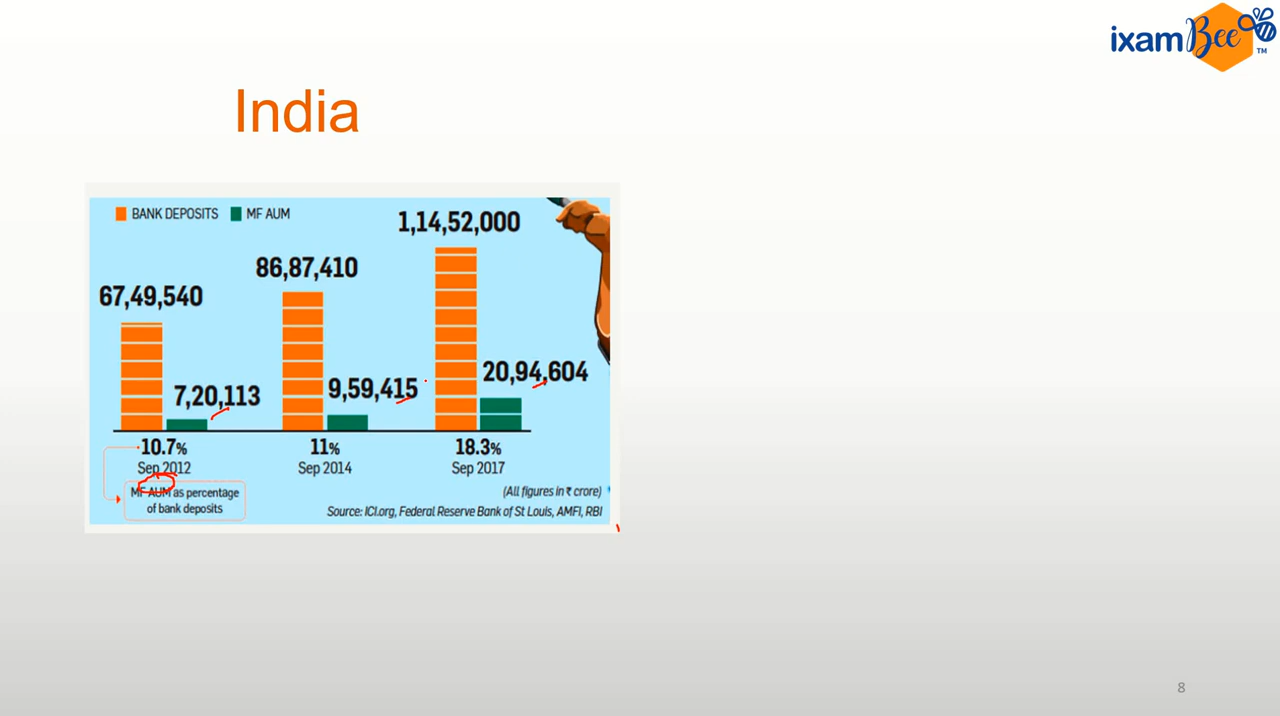 ixamBee TM
India
BANK DEPOSITS MF AUM
1,14,52,000
86,87,410
67,49,540
20,94,604
9,59,415
7,20,113
10.7% 11% 18.3%
Sep 2012 Sep 2014 Sep 2017
MF AUM as percentage
of bank deposits
(All figures in ₹ crore)
Source: ICI.org, Federal Reserve Bank of St Louis, AMFI, RBI
8